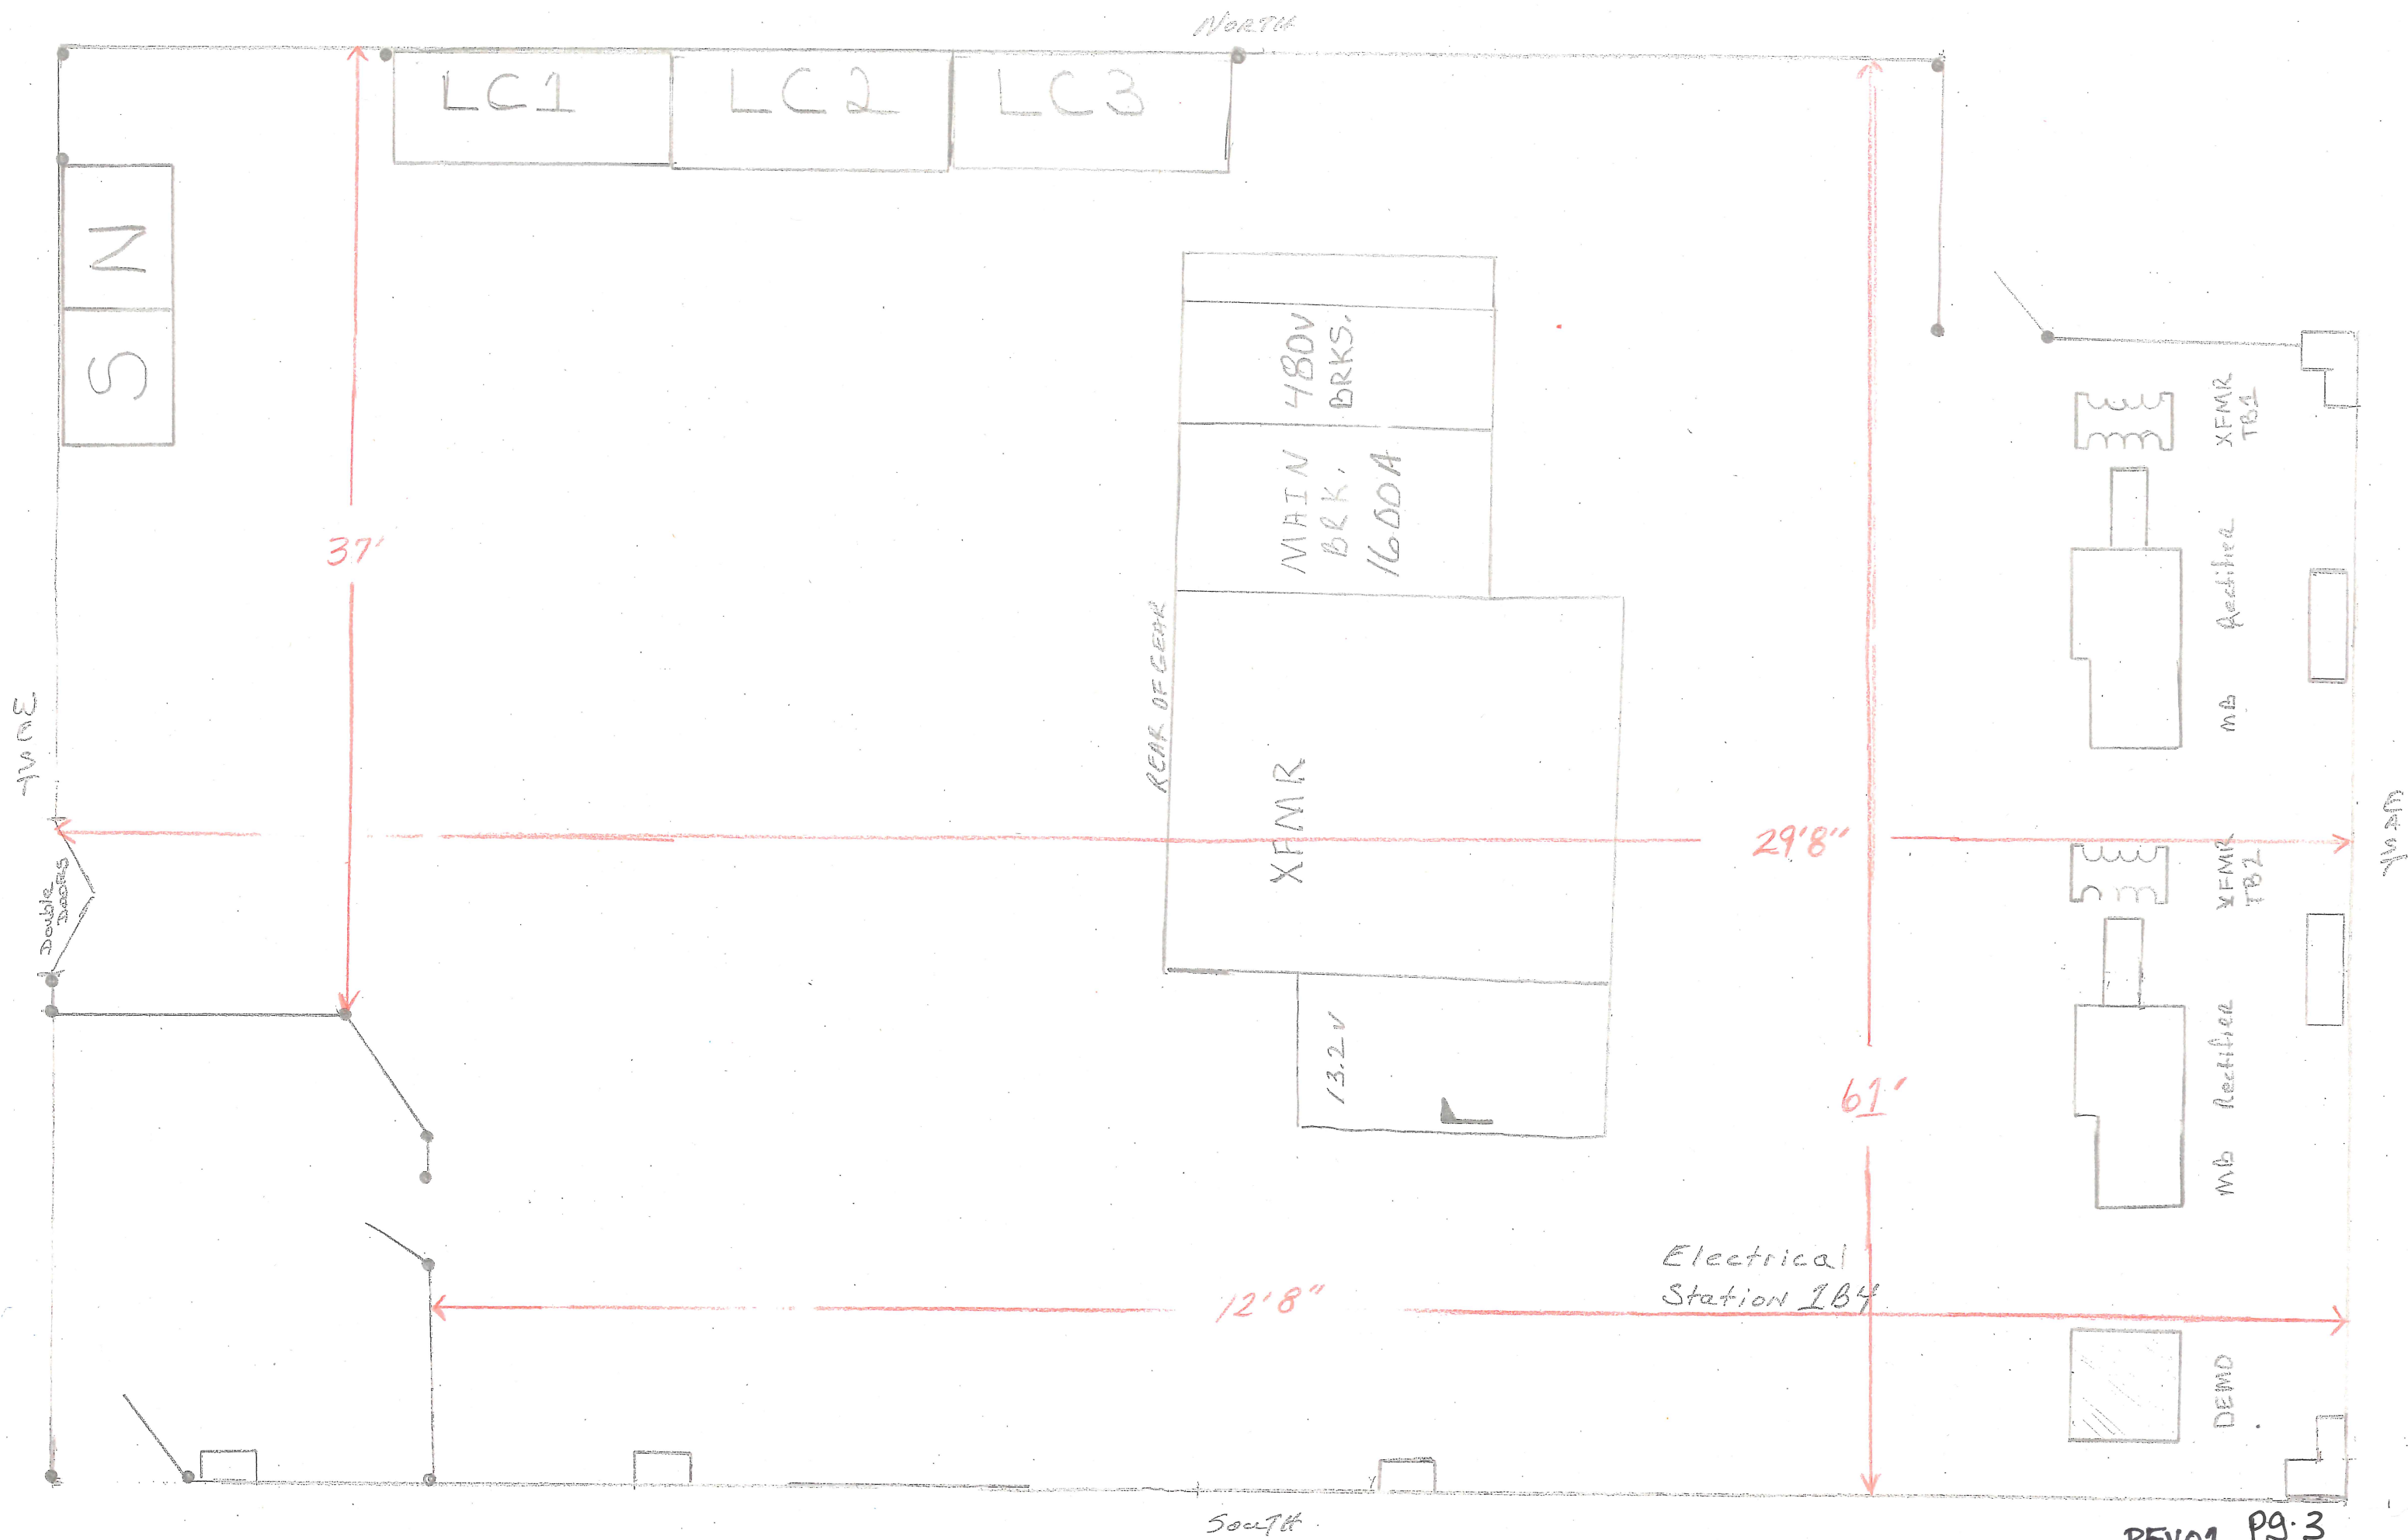 NORTH
LC1
LC2
LC3
N
S
East
Double
Doors
37'
480V
BRKS.
MAIN
BRK.
1600A
REAR OF GEAR
XFMR
13.2V
29'8"
61'
12'8"
XFMR
TB1
MB Rectifier
XFMR
TB2
MB Rectifier
DEMO
West
Electrical
Station 1B4
South
REV01 PG.3